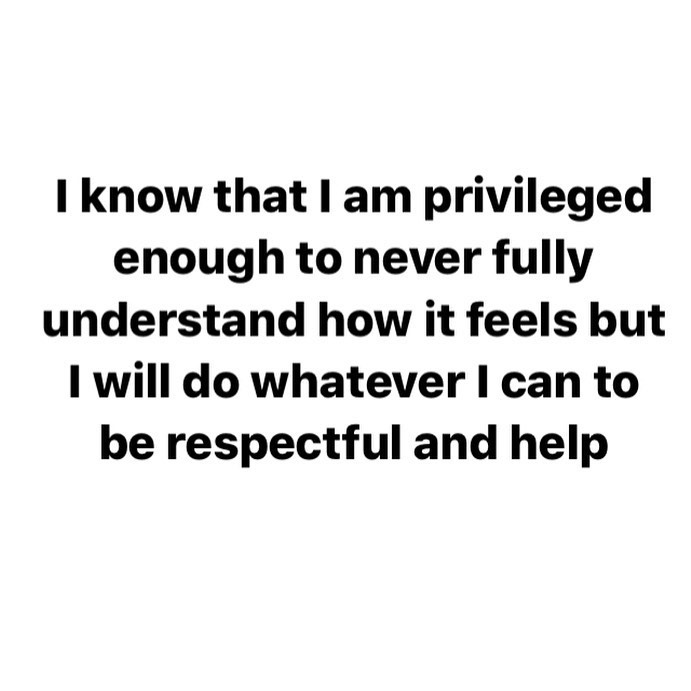 I know that I am privileged
enough to never fully
understand how it feels but
I will do whatever I can to
be respectful and help